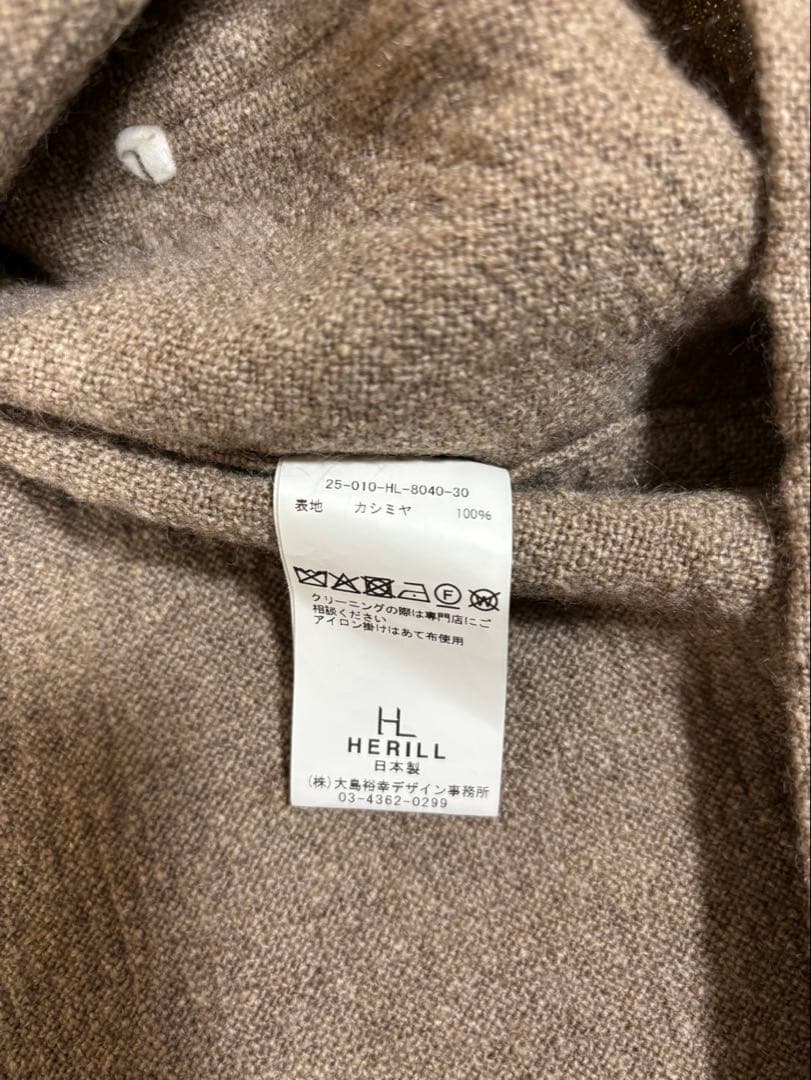 25-010-HL-8040-30
表地 カシミヤ 100%
F W
クリーニングの際は専門店にご
相談ください
アイロン掛けはあて布使用
HL
HERILL
日本製
(株)大島裕幸デザイン事務所
03-4362-0299